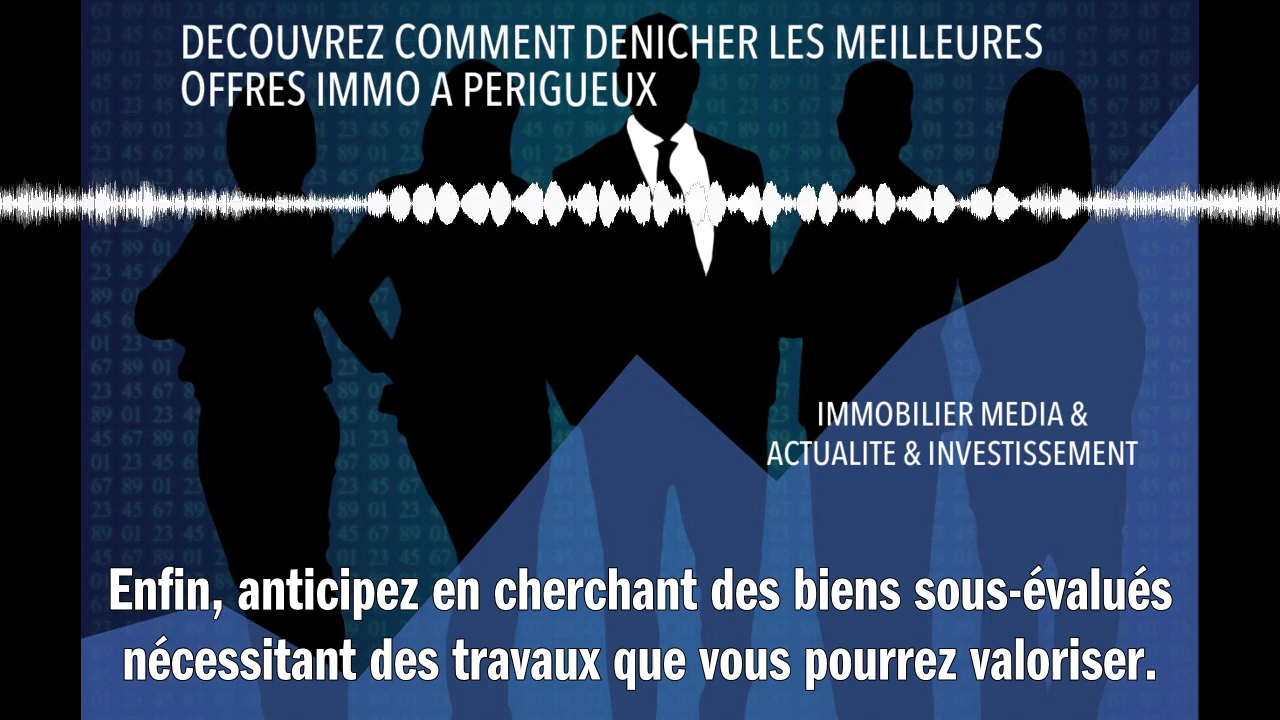 DECOUVREZ COMMENT DENICHER LES MEILLEURES
OFFRES IMMO A PERIGUEUX
IMMOBILIER MEDIA &
ACTUALITE & INVESTISSEMENT
Enfin, anticipez en cherchant des biens sous-évalués
nécessitant des travaux que vous pourrez valoriser.